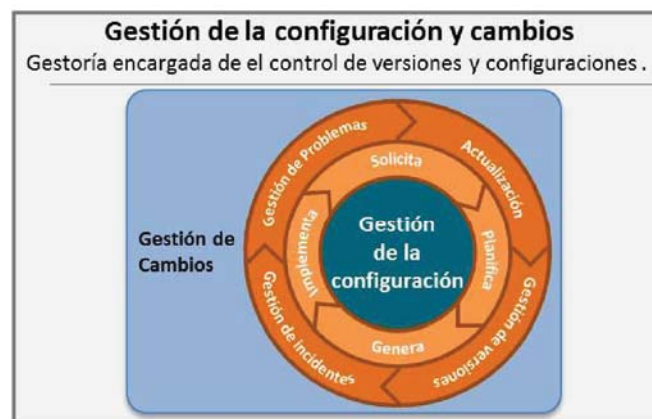 Gestión de la configuración y cambios
Gestoría encargada de el control de versiones y configuraciones .
Gestión de Problemas
Actualización
Solicita
Implementa
Gestión
de la
configuración
Planifica
Gestión de
Cambios
Genera
Gestión de Incidentes
Gestión de versiones